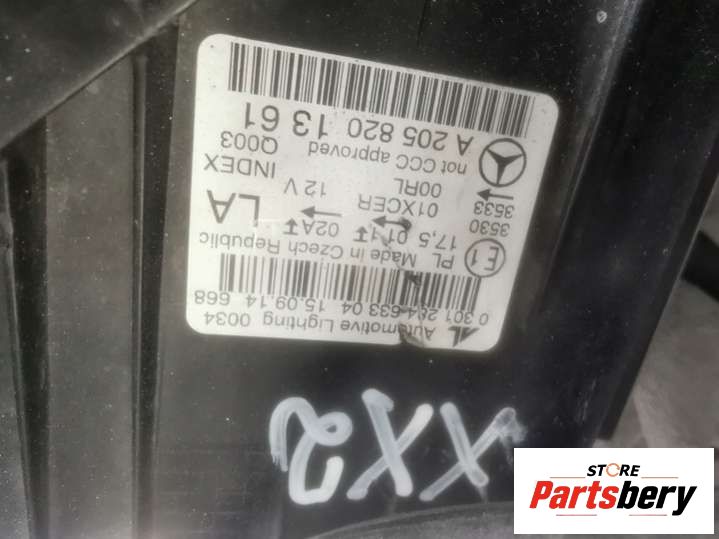 Automotive Lighting 0034
0 301 284 633 04 15.09.14 668
Made in Czech Republic
E1 PL
17,5 01 02A
LA
3530 01XCER 12 V INDEX
3533 00RL Q003
not CCC approved
A 205 820 13 61
XX2
STORE
Partsbery